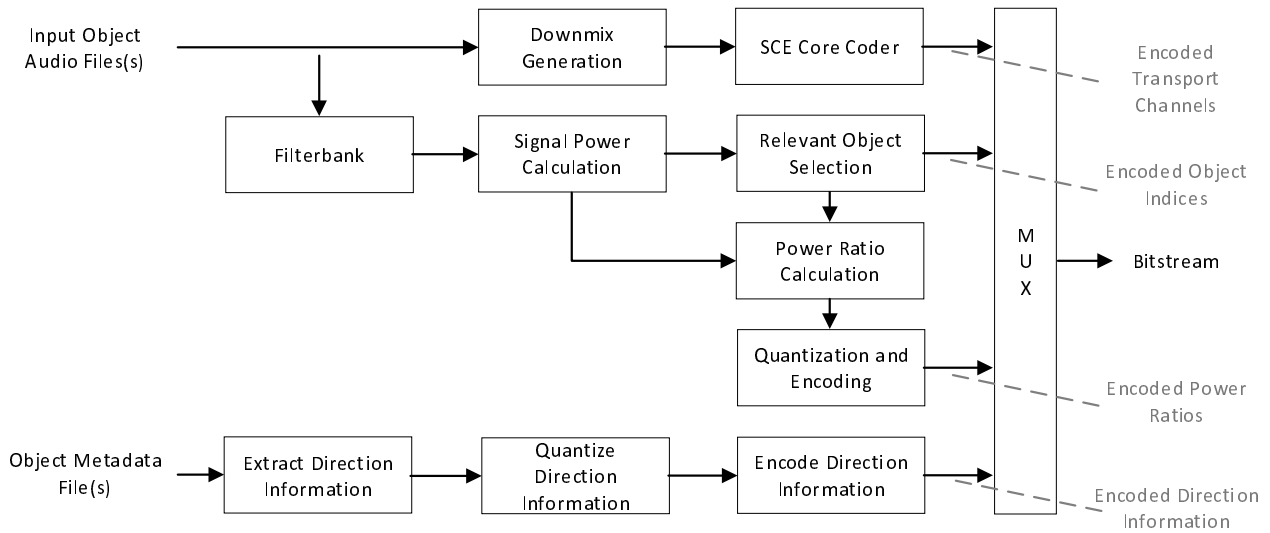 Input Object
Audio Files(s)
Downmix
Generation
SCE Core Coder
Encoded
Transport
Channels
Filterbank
Signal Power
Calculation
Relevant Object
Selection
Encoded Object
Indices
Power Ratio
Calculation
M
U
X
Bitstream
Quantization and
Encoding
Encoded Power
Ratios
Object Metadata
File(s)
Extract Direction
Information
Quantize
Direction
Information
Encode Direction
Information
Encoded Direction
Information